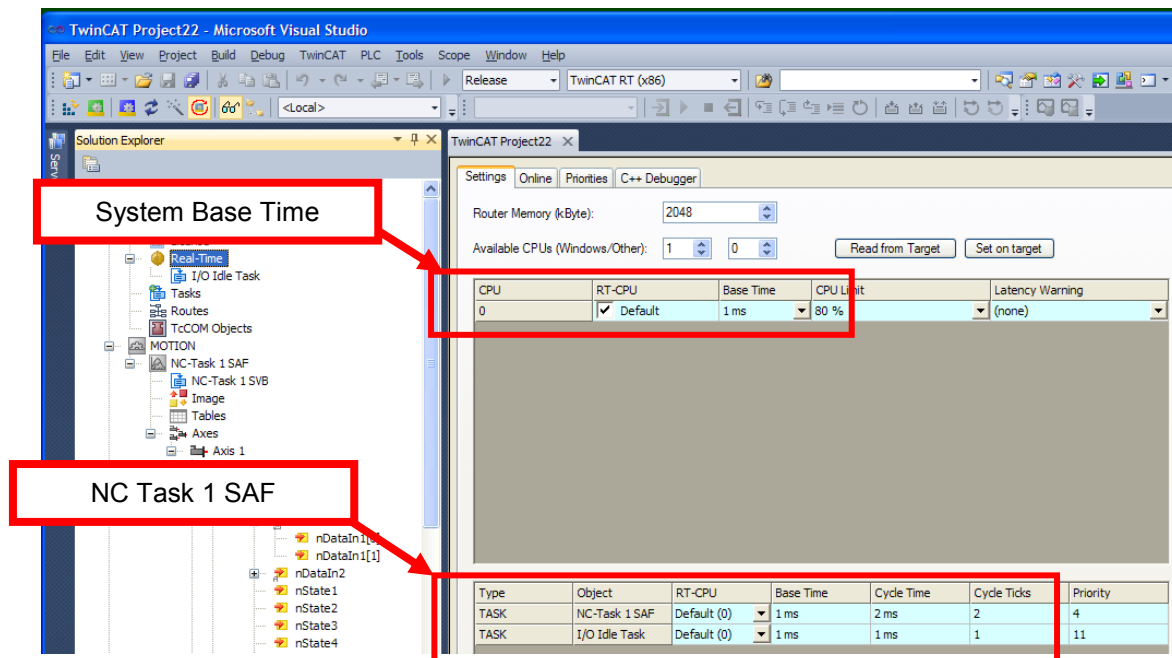 TwinCAT Project22 - Microsoft Visual Studio
File Edit View Project Build Debug TwinCAT PLC Tools Scope Window Help
Release TwinCAT RT (x86)
<Local>
Solution Explorer
TwinCAT Project22
Settings Online Priorities C++ Debugger
System Base Time
Router Memory (kByte): 2048
Available CPUs (Windows/Other): 1 0 Read from Target Set on target
Real-Time
I/O Idle Task
Tasks
Routes
TcCOM Objects
MOTION
NC-Task 1 SAF
NC-Task 1 SVB
Image
Tables
Axes
Axis 1
CPU RT-CPU Base Time CPU Limit Latency Warning
0 Default 1 ms 80 % (none)
NC Task 1 SAF
nDataIn1[0]
nDataIn1[1]
nDataIn2
nState1
nState2
nState3
nState4
Type Object RT-CPU Base Time Cycle Time Cycle Ticks Priority
TASK NC-Task 1 SAF Default (0) 1 ms 2 ms 2 4
TASK I/O Idle Task Default (0) 1 ms 1 ms 1 11